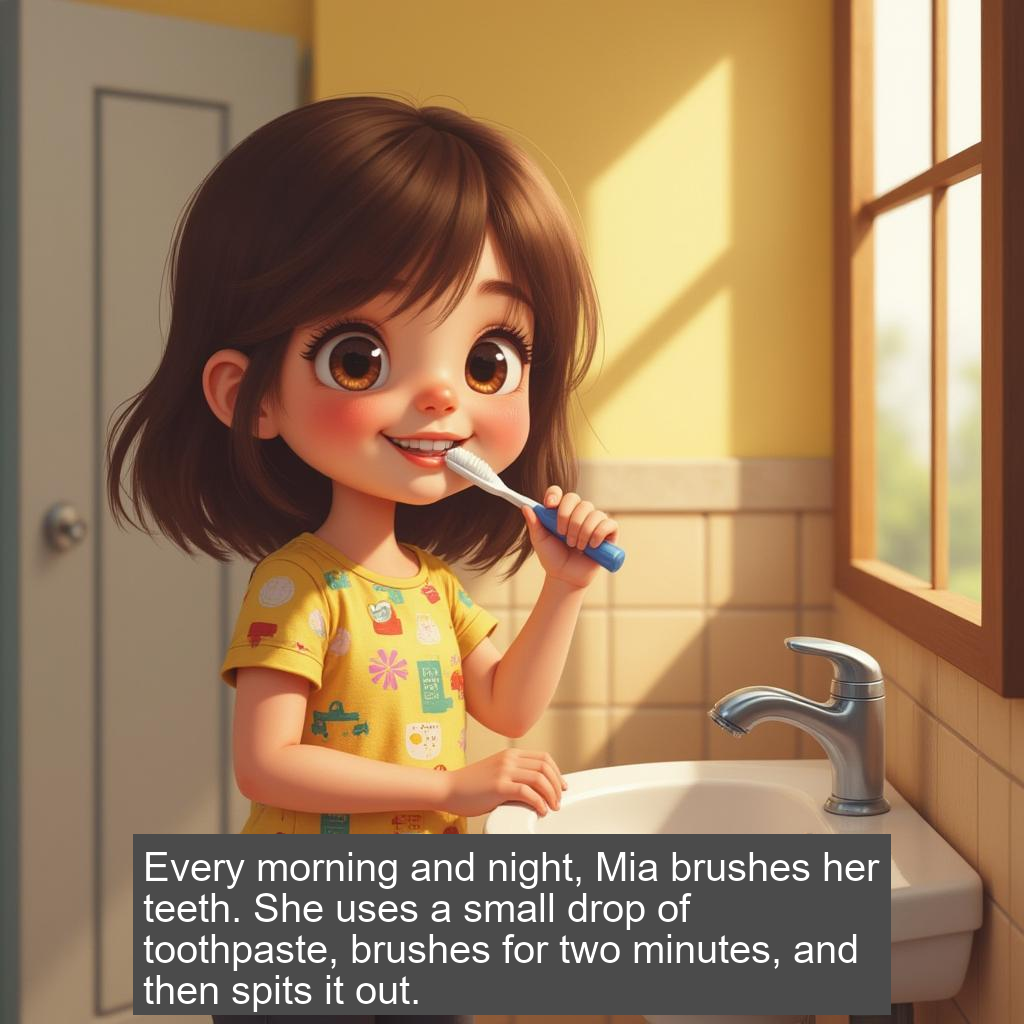 Every morning and night, Mia brushes her
teeth. She uses a small drop of
toothpaste, brushes for two minutes, and
then spits it out.